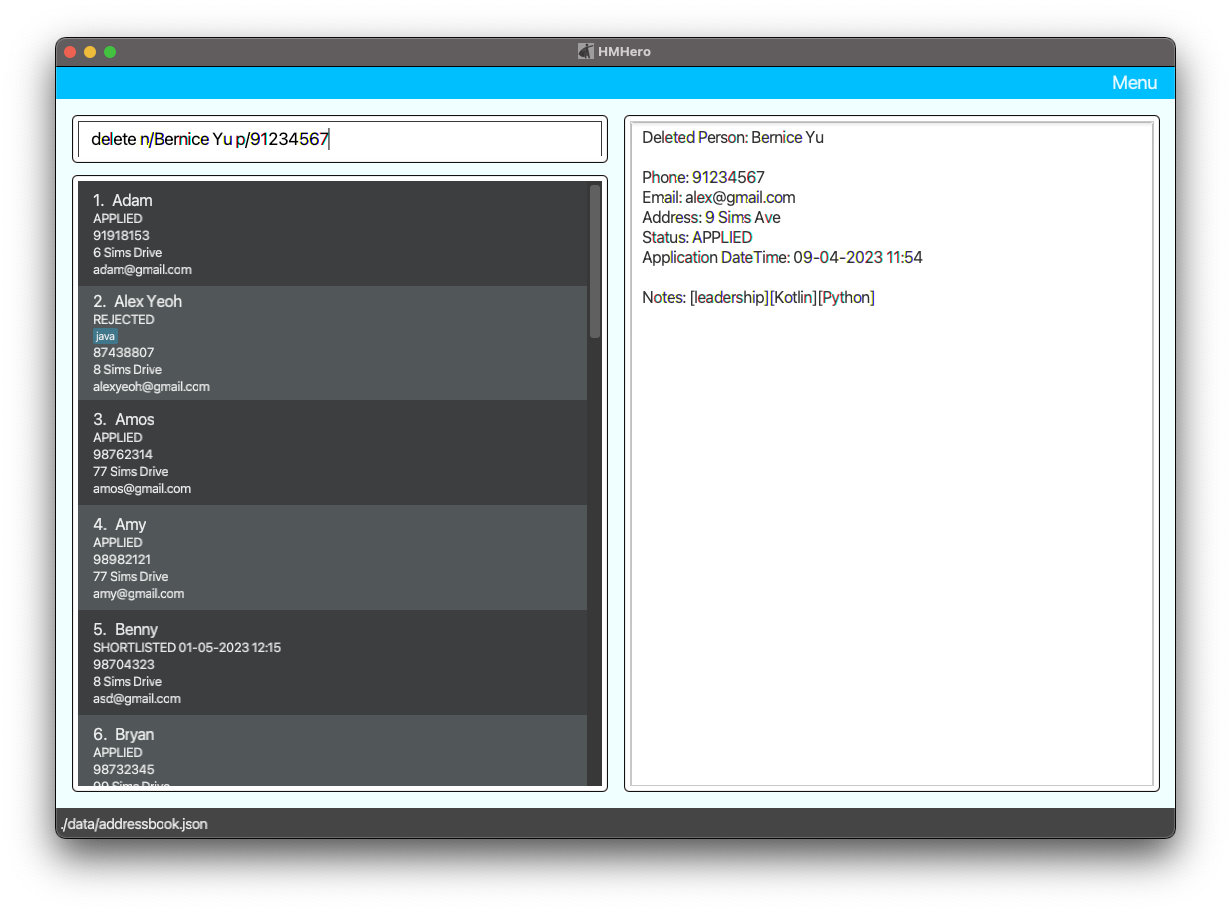 HMHero
Menu
delete n/Bernice Yu p/91234567
1. Adam
APPLIED
91918153
6 Sims Drive
adam@gmail.com
2. Alex Yeoh
REJECTED
java
87438807
8 Sims Drive
alexyeoh@gmail.com
3. Amos
APPLIED
98762314
77 Sims Drive
amos@gmail.com
4. Amy
APPLIED
98982121
77 Sims Drive
amy@gmail.com
5. Benny
SHORTLISTED 01-05-2023 12:15
98704323
8 Sims Drive
asd@gmail.com
6. Bryan
APPLIED
98732345
Sims Drive
Deleted Person: Bernice Yu
Phone: 91234567
Email: alex@gmail.com
Address: 9 Sims Ave
Status: APPLIED
Application DateTime: 09-04-2023 11:54
Notes: [leadership][Kotlin][Python]
./data/addressbook.json